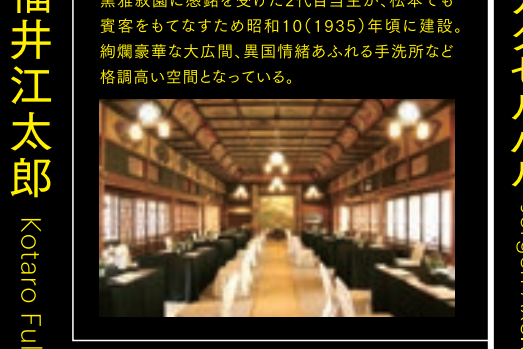 黒雅叙園に感銘を受けた2代目当主が、松本でも
賓客をもてなすため昭和10(1935)年頃に建設。
絢爛豪華な大広間、異国情緒あふれる手洗所など
格調高い空間となっている。
福井江太郎
Kotaro Fu